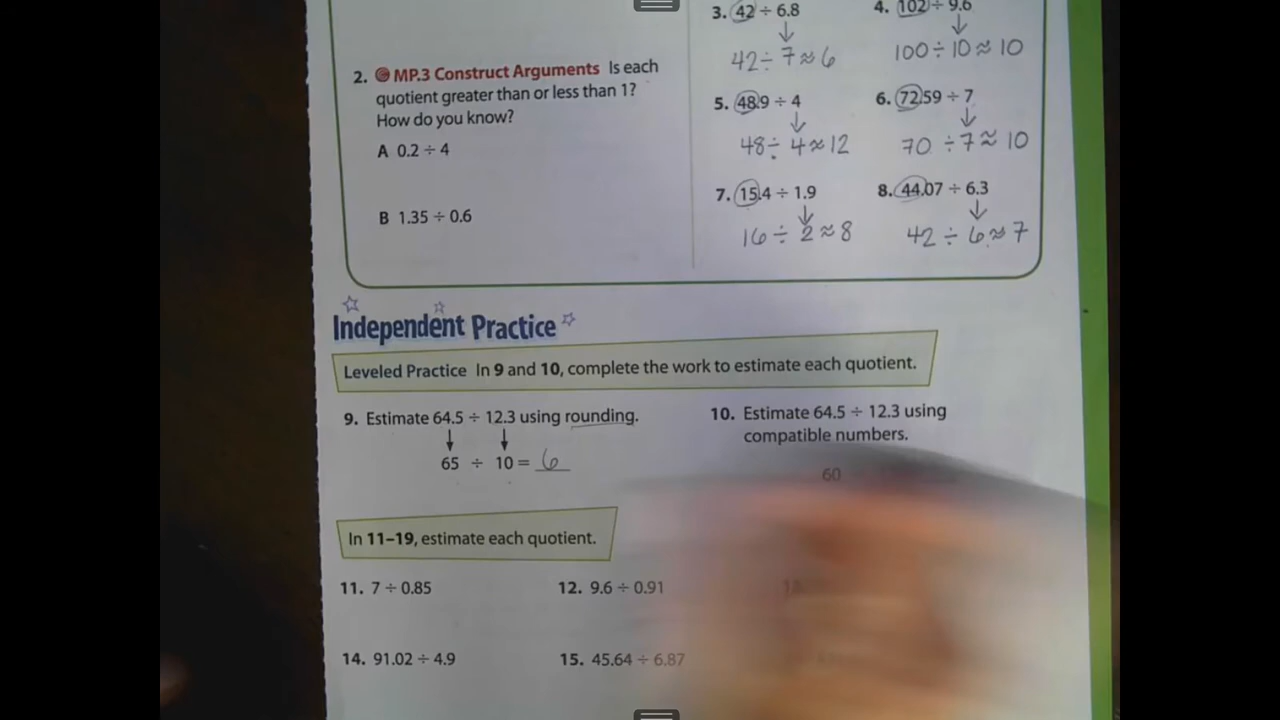 3. 42 ÷ 6.8
4. 102 ÷ 9.6
42 ÷ 7 ≈ 6
100 ÷ 10 ≈ 10
2. MP.3 Construct Arguments Is each
quotient greater than or less than 1?
How do you know?
A 0.2 ÷ 4
B 1.35 ÷ 0.6
5. 48.9 ÷ 4
6. 72.59 ÷ 7
48 ÷ 4 ≈ 12
70 ÷ 7 ≈ 10
7. 15.4 ÷ 1.9
8. 44.07 ÷ 6.3
16 ÷ 2 ≈ 8
42 ÷ 6 ≈ 7
Independent Practice
Leveled Practice In 9 and 10, complete the work to estimate each quotient.
9. Estimate 64.5 ÷ 12.3 using rounding.
65 ÷ 10 = 6
10. Estimate 64.5 ÷ 12.3 using
compatible numbers.
60
In 11–19, estimate each quotient.
11. 7 ÷ 0.85
12. 9.6 ÷ 0.91
14. 91.02 ÷ 4.9
15. 45.64 ÷ 6.87